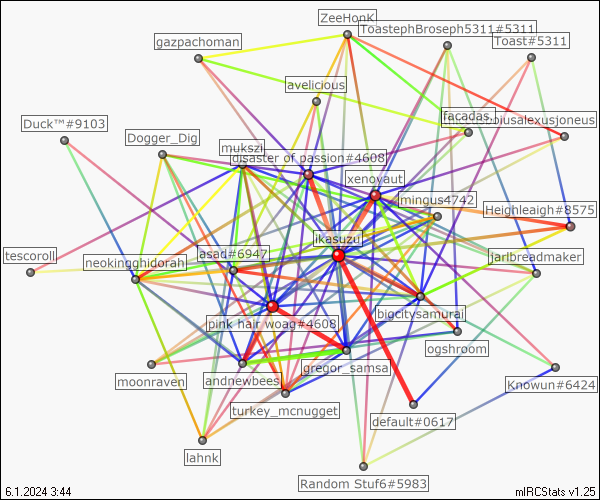 ZeeHonK
ToastephBroseph5311#5311
gazpachoman
Toast#5311
avelicious
Duck™#9103
facadas.
Dogger_Dig
mukszi
disaster of passion#4608
xenovaut
mingus4742
Heighleaigh#8575
ikasuzu
tescoroll
neokingghidorah
asad#6947
jarlbreadmaker
pink hair woag#4608
bigcitysamurai
ogshroom
gregor_samsa
moonraven
andnewbees
Knowun#6424
turkey_mcnugget
default#0617
lahnk
Random Stuf6#5983
6.1.2024 3:44
mIRCStats v1.25